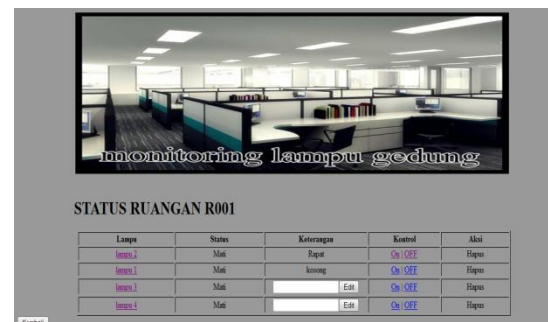 monitoring lampu gedung
STATUS RUANGAN R001
Lampu Status Keterangan Kontrol Aksi
lampu 2 Mati Rapat On | OFF Hapus
lampu 1 Mati kosong On | OFF Hapus
lampu 3 Mati Edit On | OFF Hapus
lampu 4 Mati Edit On | OFF Hapus